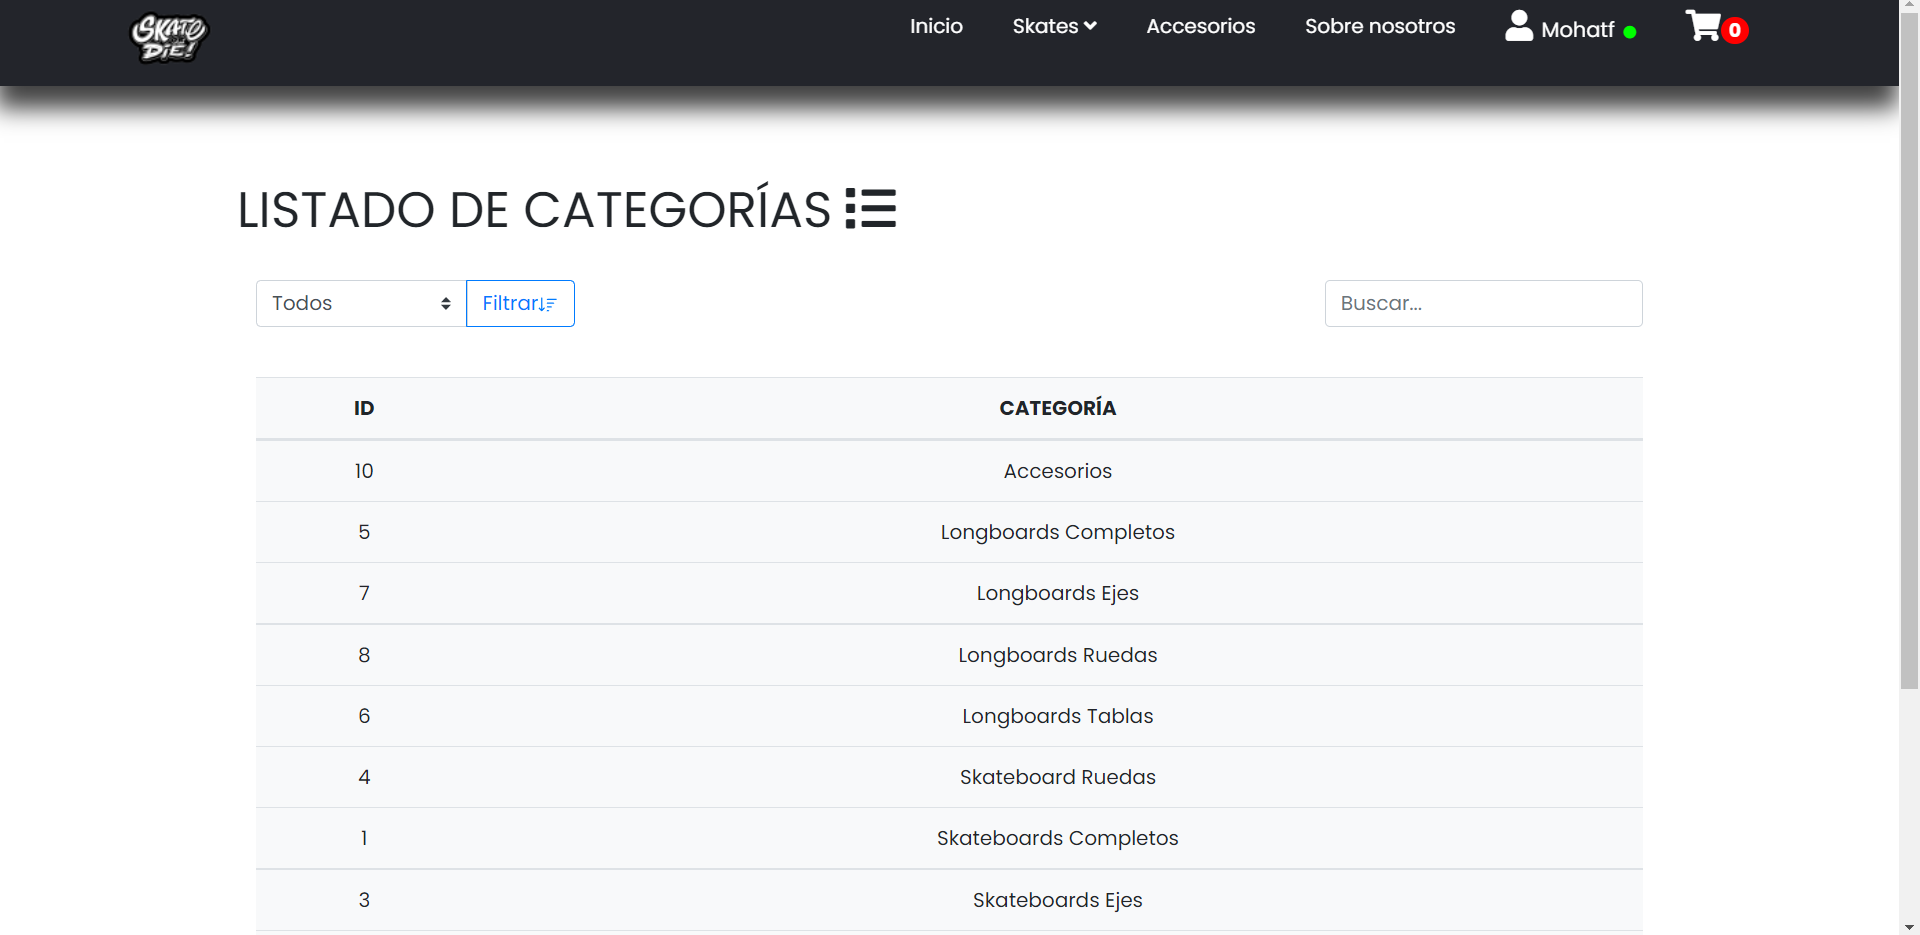 SKATE
OR
DIE!
Inicio
Skates
Accesorios
Sobre nosotros
Mohatf
0
LISTADO DE CATEGORÍAS
Todos
Filtrar
Buscar...
ID CATEGORÍA
10 Accesorios
5 Longboards Completos
7 Longboards Ejes
8 Longboards Ruedas
6 Longboards Tablas
4 Skateboard Ruedas
1 Skateboards Completos
3 Skateboards Ejes